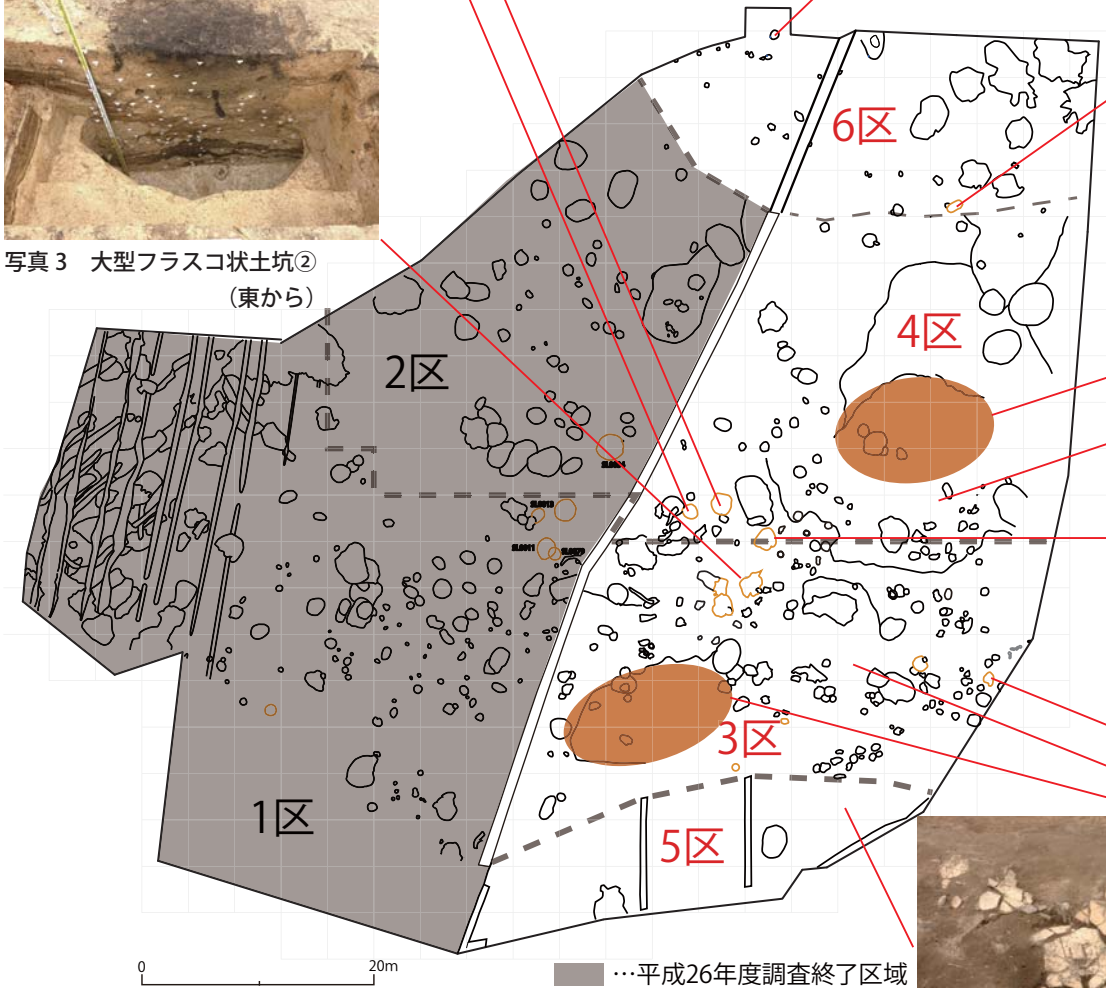 写真 3　大型フラスコ状土坑②
（東から）
6区
4区
2区
3区
1区
5区
0
20m
…平成26年度調査終了区域